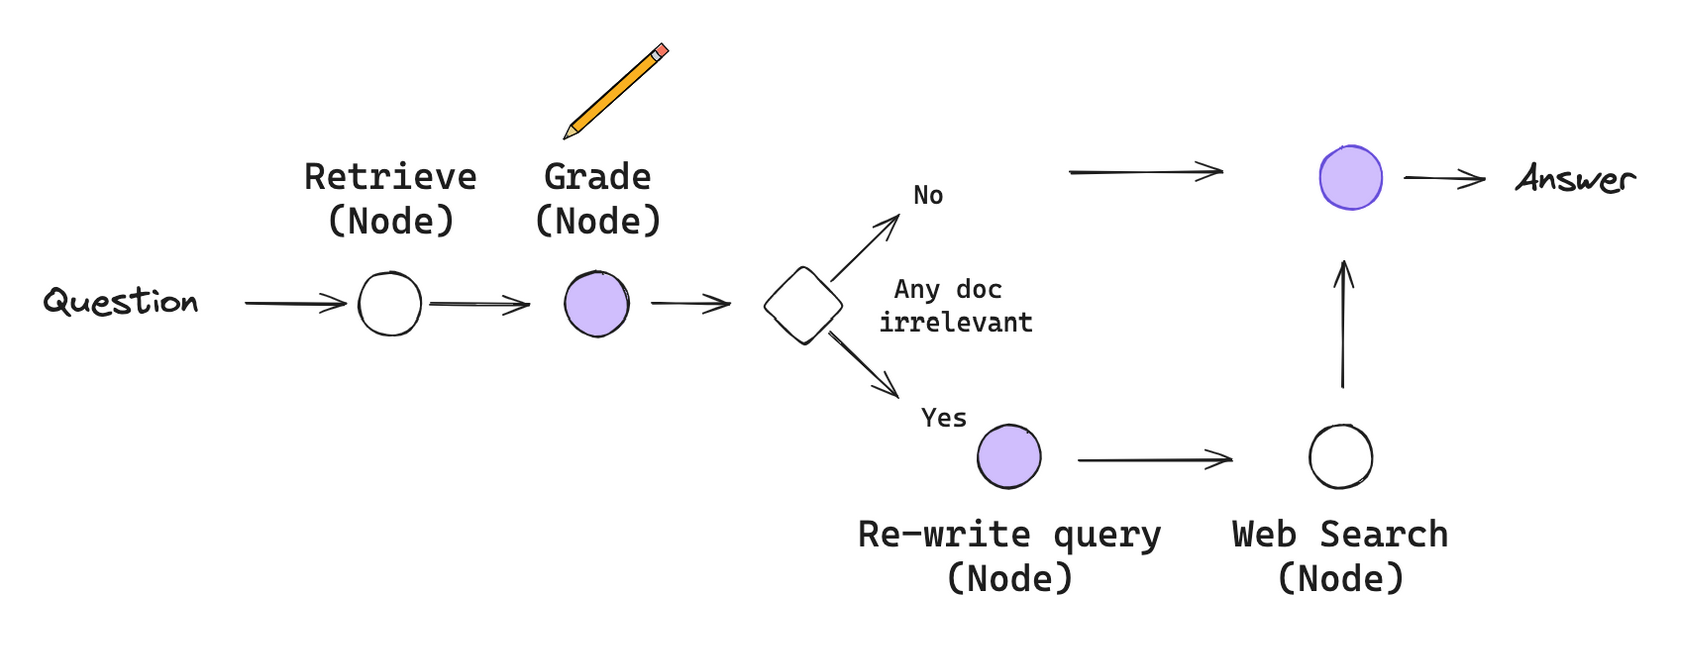 Retrieve
(Node)
Grade
(Node)
Question
No
Any doc
irrelevant
Yes
Re-write query
(Node)
Web Search
(Node)
Answer